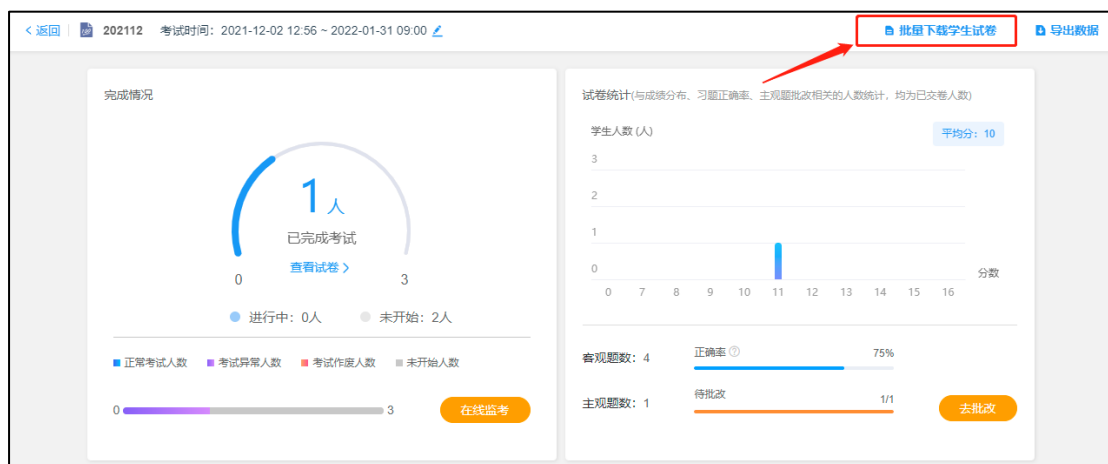 返回 202112 考试时间：2021-12-02 12:56 ~ 2022-01-31 09:00 批量下载学生试卷 导出数据
完成情况
1人
已完成考试
查看试卷
0 3
进行中：0人 未开始：2人
正常考试人数 考试异常人数 考试作废人数 未开始人数
0 3 在线监考
试卷统计(与成绩分布、习题正确率、主观题批改相关的人数统计，均为已交卷人数)
学生人数 (人) 平均分：10
3
2
1
0
分数
0 7 8 9 10 11 12 13 14 15 16
客观题数：4 正确率 ? 75%
主观题数：1 待批改 1/1 去批改